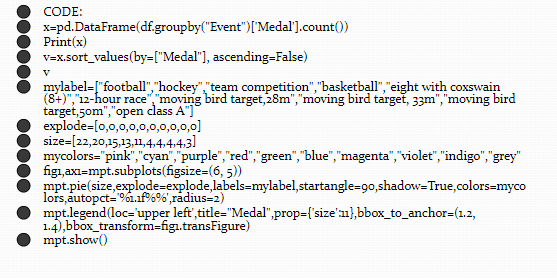 CODE:
x=pd.DataFrame(df.groupby("Event")['Medal'].count())
Print(x)
v=x.sort_values(by=["Medal"], ascending=False)
v
mylabel=["football","hockey","team competition","basketball","eight with coxswain
(8+)","12-hour race","moving bird target,28m","moving bird target, 33m","moving bird
target,50m","open class A"]
explode=[0,0,0,0,0,0,0,0,0,0]
size=[22,20,15,13,11,4,4,4,4,3]
mycolors="pink","cyan","purple","red","green","blue","magenta","violet","indigo","grey"
fig1,ax1=mpt.subplots(figsize=(6, 5))
mpt.pie(size,explode=explode,labels=mylabel,startangle=90,shadow=True,colors=myco
lors,autopct='%1.1f%%',radius=2)
mpt.legend(loc='upper left',title="Medal",prop={'size':11},bbox_to_anchor=(1.2,
1.4),bbox_transform=fig1.transFigure)
mpt.show()